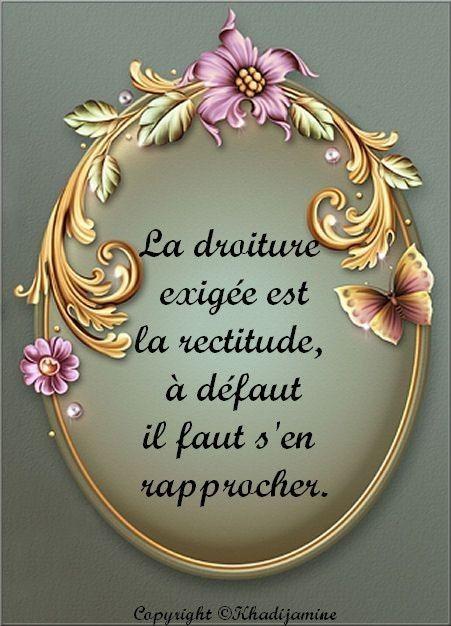 La droiture
exigée est
la rectitude,
à défaut
il faut s'en
rapprocher.
Copyright ©Khadijamine